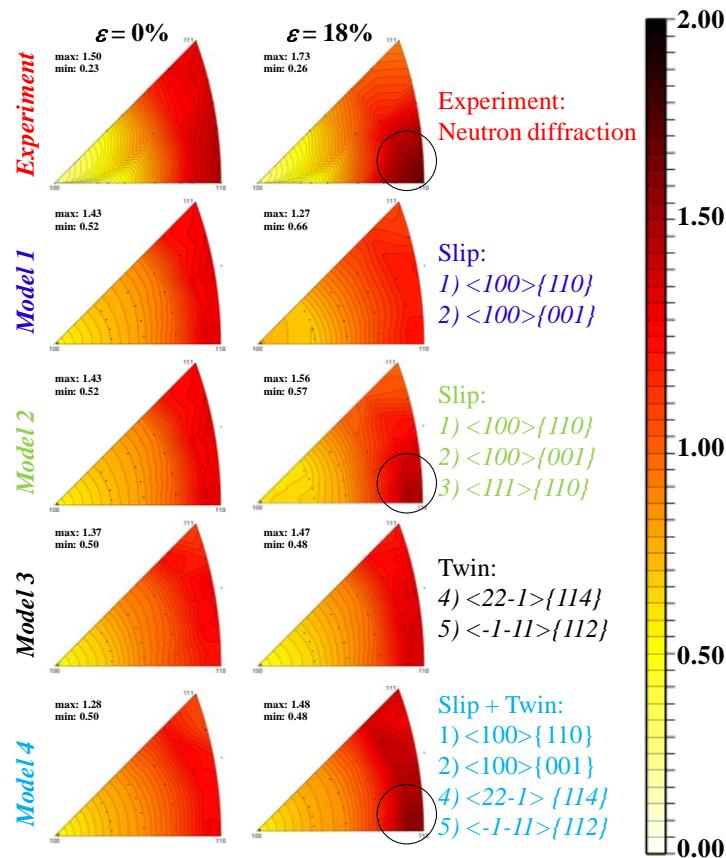 ε = 0% ε = 18%
2.00
Experiment
max: 1.50
min: 0.23
111
100
110
max: 1.73
min: 0.26
111
100
110
Experiment:
Neutron diffraction
1.50
Model 1
max: 1.43
min: 0.52
111
100
110
max: 1.27
min: 0.66
111
100
110
Slip:
1) <100>{110}
2) <100>{001}
Model 2
max: 1.43
min: 0.52
111
100
110
max: 1.56
min: 0.57
111
100
110
Slip:
1) <100>{110}
2) <100>{001}
3) <111>{110}
1.00
Model 3
max: 1.37
min: 0.50
111
100
110
max: 1.47
min: 0.48
111
100
110
Twin:
4) <22-1>{114}
5) <-1-11>{112}
0.50
Model 4
max: 1.28
min: 0.50
111
100
110
max: 1.48
min: 0.48
111
100
110
Slip + Twin:
1) <100>{110}
2) <100>{001}
4) <22-1> {114}
5) <-1-11>{112}
0.00